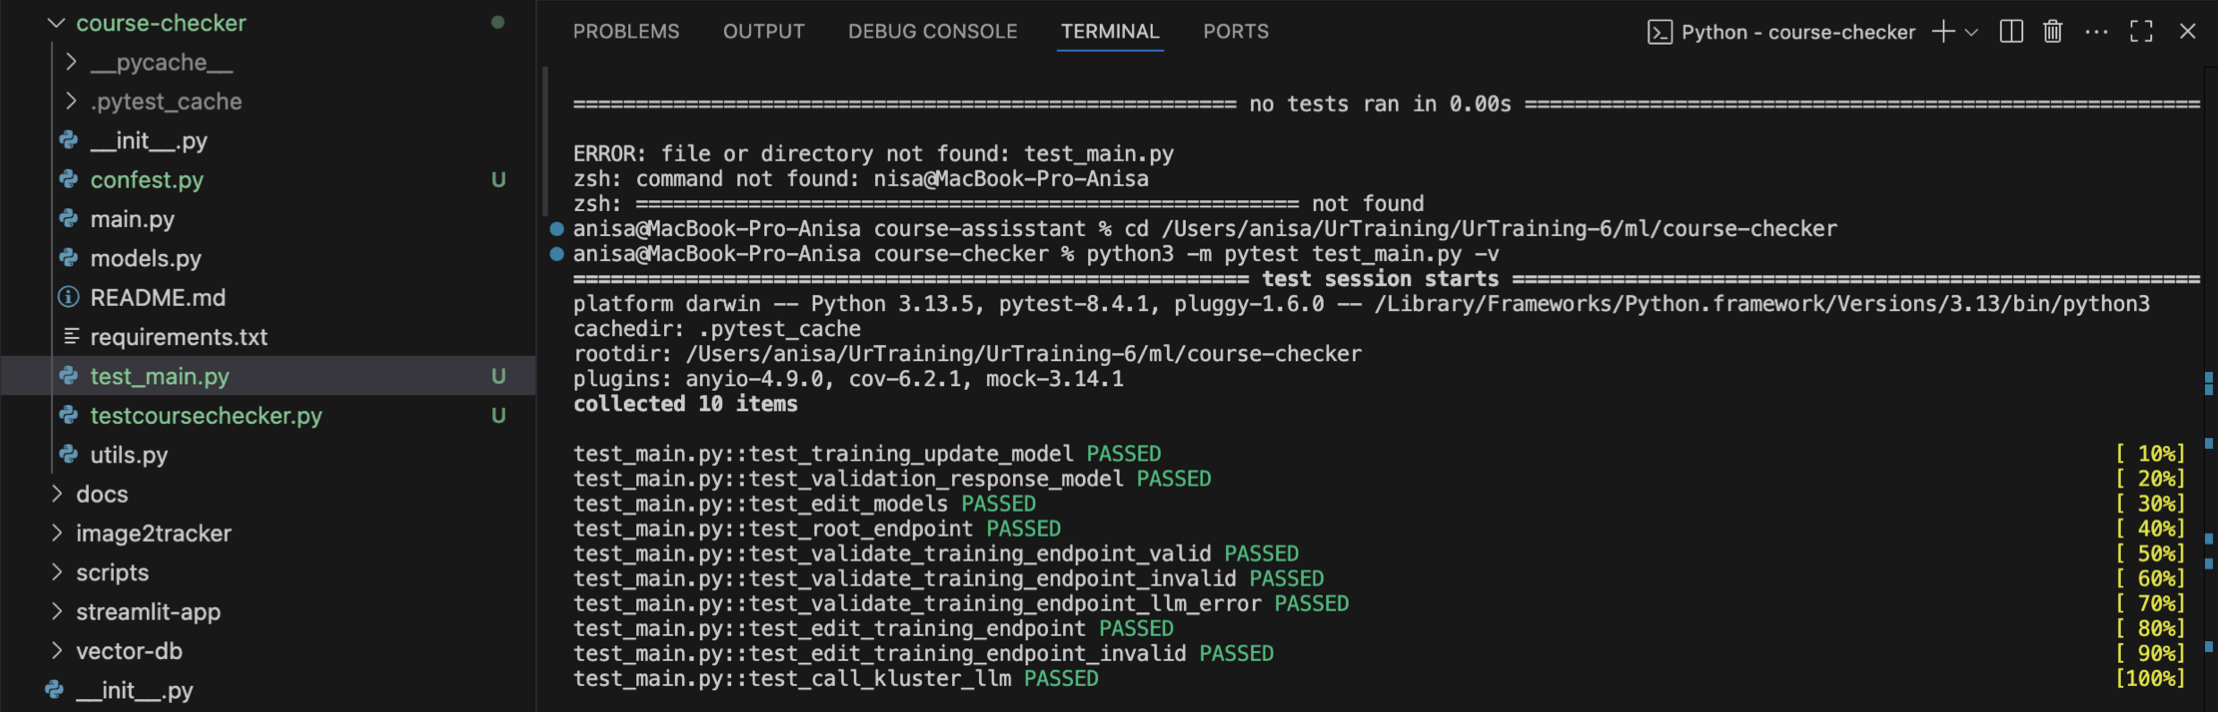 course-checker
__pycache__
.pytest_cache
__init__.py
confest.py U
main.py
models.py
README.md
requirements.txt
test_main.py U
testcoursechecker.py U
utils.py
docs
image2tracker
scripts
streamlit-app
vector-db
__init__.py
PROBLEMS OUTPUT DEBUG CONSOLE TERMINAL PORTS Python - course-checker
===================================================== no tests ran in 0.00s ======================================================
ERROR: file or directory not found: test_main.py
zsh: command not found: nisa@MacBook-Pro-Anisa
zsh: ===================================================== not found
anisa@MacBook-Pro-Anisa course-assisstant % cd /Users/anisa/UrTraining/UrTraining-6/ml/course-checker
anisa@MacBook-Pro-Anisa course-checker % python3 -m pytest test_main.py -v
====================================================== test session starts =======================================================
platform darwin -- Python 3.13.5, pytest-8.4.1, pluggy-1.6.0 -- /Library/Frameworks/Python.framework/Versions/3.13/bin/python3
cachedir: .pytest_cache
rootdir: /Users/anisa/UrTraining/UrTraining-6/ml/course-checker
plugins: anyio-4.9.0, cov-6.2.1, mock-3.14.1
collected 10 items
test_main.py::test_training_update_model PASSED [ 10%]
test_main.py::test_validation_response_model PASSED [ 20%]
test_main.py::test_edit_models PASSED [ 30%]
test_main.py::test_root_endpoint PASSED [ 40%]
test_main.py::test_validate_training_endpoint_valid PASSED [ 50%]
test_main.py::test_validate_training_endpoint_invalid PASSED [ 60%]
test_main.py::test_validate_training_endpoint_llm_error PASSED [ 70%]
test_main.py::test_edit_training_endpoint PASSED [ 80%]
test_main.py::test_edit_training_endpoint_invalid PASSED [ 90%]
test_main.py::test_call_kluster_llm PASSED [100%]